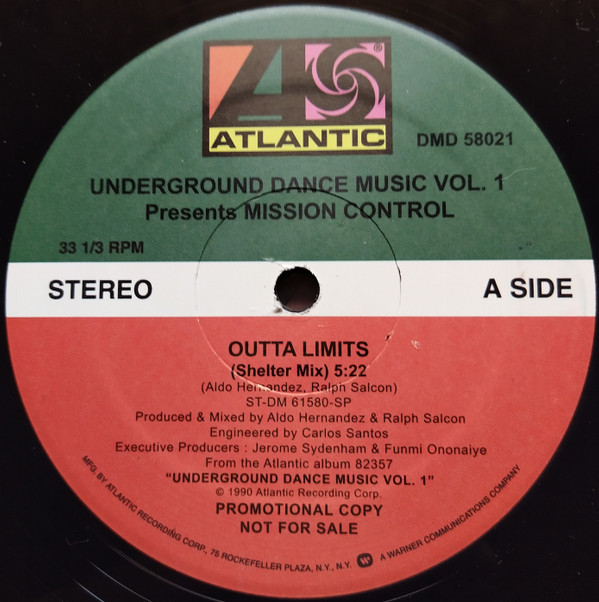 ATLANTIC
®
DMD 58021
UNDERGROUND DANCE MUSIC VOL. 1
Presents MISSION CONTROL
33 1/3 RPM
STEREO
A SIDE
OUTTA LIMITS
(Shelter Mix) 5:22
(Aldo Hernandez, Ralph Salcon)
ST-DM 61580-SP
Produced & Mixed by Aldo Hernandez & Ralph Salcon
Engineered by Carlos Santos
Executive Producers : Jerome Sydenham & Funmi Ononaiye
From the Atlantic album 82357
"UNDERGROUND DANCE MUSIC VOL. 1"
© 1990 Atlantic Recording Corp.
PROMOTIONAL COPY
NOT FOR SALE
MFG. BY ATLANTIC RECORDING CORP., 75 ROCKEFELLER PLAZA, N.Y., N.Y. A WARNER COMMUNICATIONS COMPANY